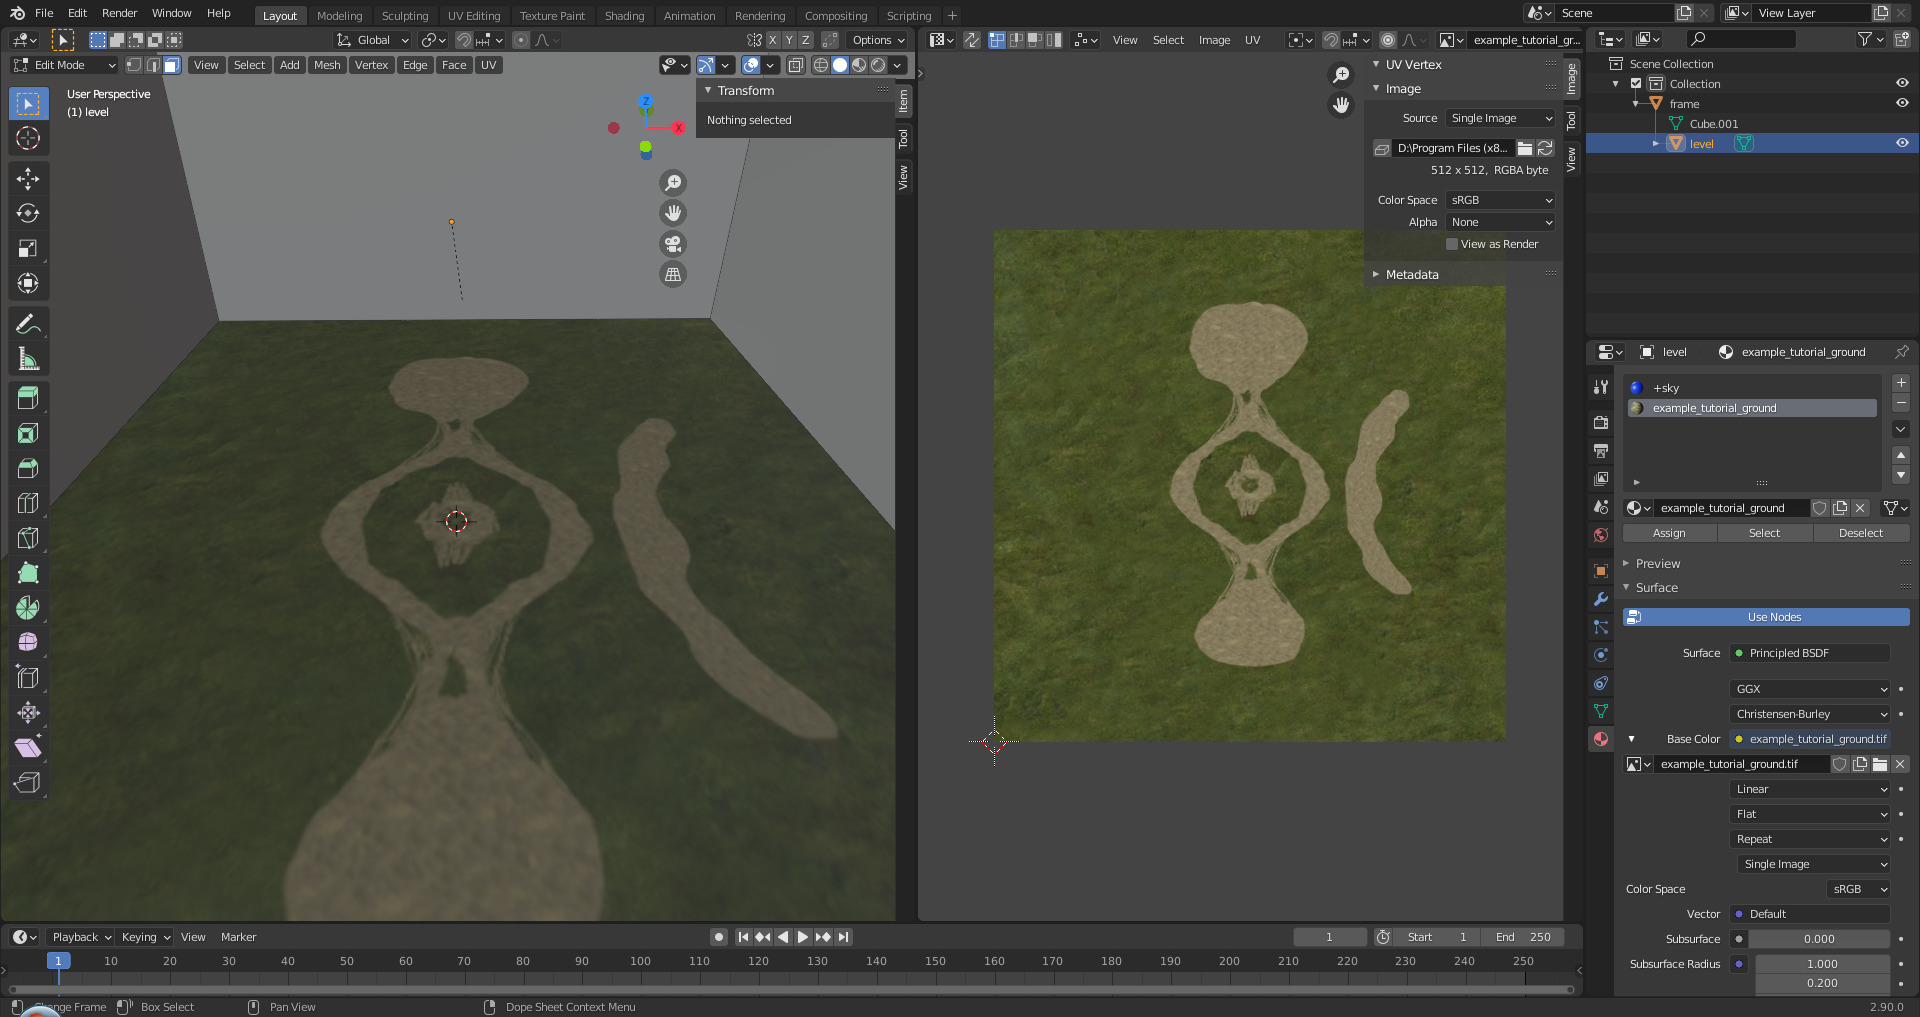 File Edit Render Window Help Layout Modeling Sculpting UV Editing Texture Paint Shading Animation Rendering Compositing Scripting + Scene View Layer
Global X Y Z Options
View Select Image UV example_tutorial_gr...
Edit Mode View Select Add Mesh Vertex Edge Face UV
User Perspective
(1) level
Z
X
Transform
Nothing selected
Item
Tool
View
UV Vertex
Image
Source Single Image
D:\Program Files (x8...
512 x 512, RGBA byte
Color Space sRGB
Alpha None
View as Render
Metadata
Image
Tool
View
Scene Collection
Collection
frame
Cube.001
level
level example_tutorial_ground
+sky
example_tutorial_ground
example_tutorial_ground
Assign Select Deselect
Preview
Surface
Use Nodes
Surface Principled BSDF
GGX
Christensen-Burley
Base Color example_tutorial_ground.tif
example_tutorial_ground.tif
Linear
Flat
Repeat
Single Image
Color Space sRGB
Vector Default
Subsurface 0.000
Subsurface Radius 1.000
0.200
Playback Keying View Marker 1 Start 1 End 250
1 10 20 30 40 50 60 70 80 90 100 110 120 130 140 150 160 170 180 190 200 210 220 230 240 250
Frame Box Select Pan View Dope Sheet Context Menu 2.90.0